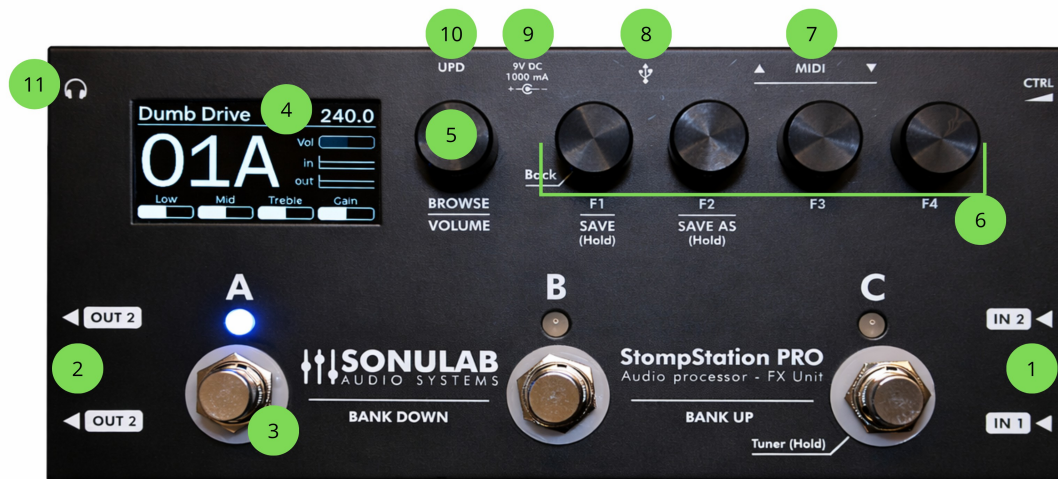 10
9
8
7
11
UPD
9V DC
1000 mA
MIDI
CTRL
Dumb Drive
4
240.0
01A
Vol
in
out
Low
Mid
Treble
Gain
5
Back
BROWSE
VOLUME
F1
SAVE
(Hold)
F2
SAVE AS
(Hold)
F3
F4
6
A
B
C
OUT 2
IN 2
2
1
SONULAB
AUDIO SYSTEMS
StompStation PRO
Audio processor - FX Unit
OUT 2
BANK DOWN
BANK UP
IN 1
3
Tuner (Hold)